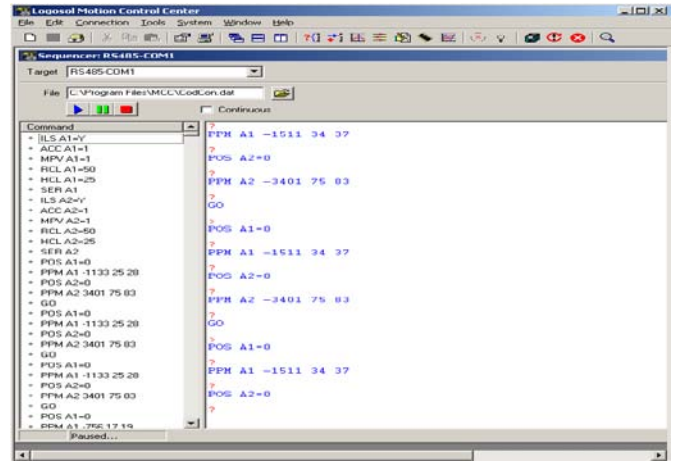 Logosol Motion Control Center
File Edit Connection Tools System Window Help
Sequencer: RS485-COM1
Target RS485-COM1
File C:\Program Files\MCC\CodCon.dat
Continuous
Command
ILS A1=Y
ACC A1=1
MPV A1=1
RCL A1=50
HCL A1=25
SER A1
ILS A2=Y
ACC A2=1
MPV A2=1
RCL A2=50
HCL A2=25
SER A2
POS A1=0
PPM A1 -1133 25 28
POS A2=0
PPM A2 3401 75 83
GO
POS A1=0
PPM A1 -1133 25 28
POS A2=0
PPM A2 3401 75 83
GO
POS A1=0
PPM A1 -1133 25 28
POS A2=0
PPM A2 3401 75 83
GO
POS A1=0
PPM A1 -756 17 19
?
PPM A1 -1511 34 37
?
POS A2=0
?
PPM A2 -3401 75 83
?
GO
?
POS A1=0
?
PPM A1 -1511 34 37
?
POS A2=0
?
PPM A2 -3401 75 83
?
GO
?
POS A1=0
?
PPM A1 -1511 34 37
?
POS A2=0
?
Paused...